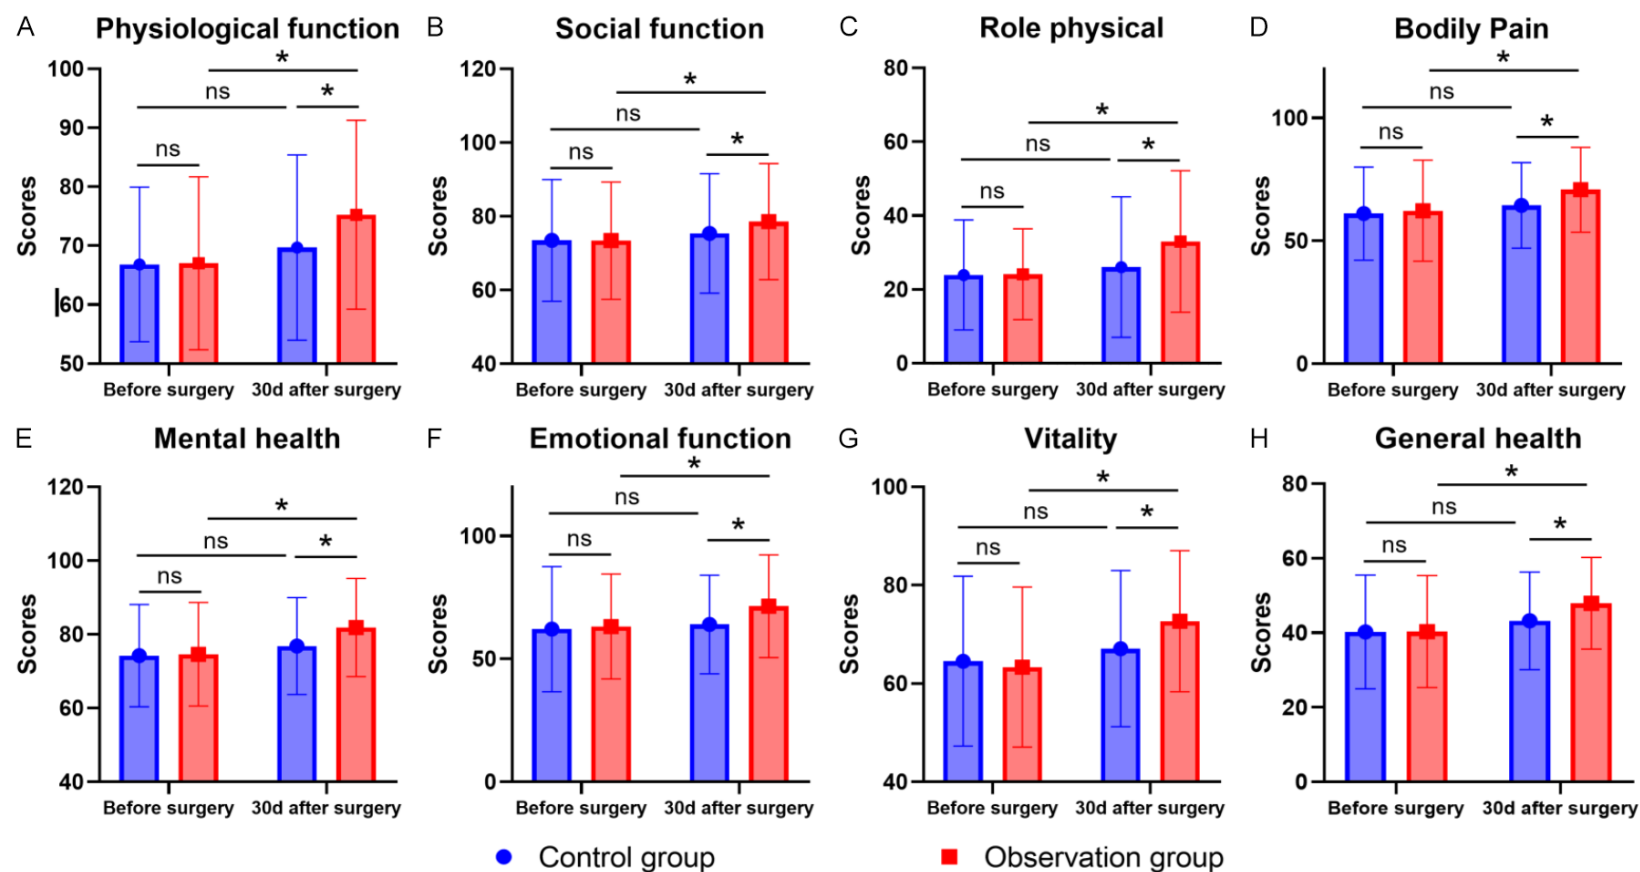 A Physiological function
* 
ns *
ns
Scores
100
90
80
70
60
50
Before surgery 30d after surgery
B Social function
*
ns
ns *
Scores
120
100
80
60
40
Before surgery 30d after surgery
C Role physical
*
ns *
ns
Scores
80
60
40
20
0
Before surgery 30d after surgery
D Bodily Pain
*
ns
ns *
Scores
100
50
0
Before surgery 30d after surgery
E Mental health
*
ns *
ns
Scores
120
100
80
60
40
Before surgery 30d after surgery
F Emotional function
*
ns
ns *
Scores
100
50
0
Before surgery 30d after surgery
G Vitality
*
ns *
ns
Scores
100
80
60
40
Before surgery 30d after surgery
H General health
*
ns
ns *
Scores
80
60
40
20
0
Before surgery 30d after surgery
Control group Observation group